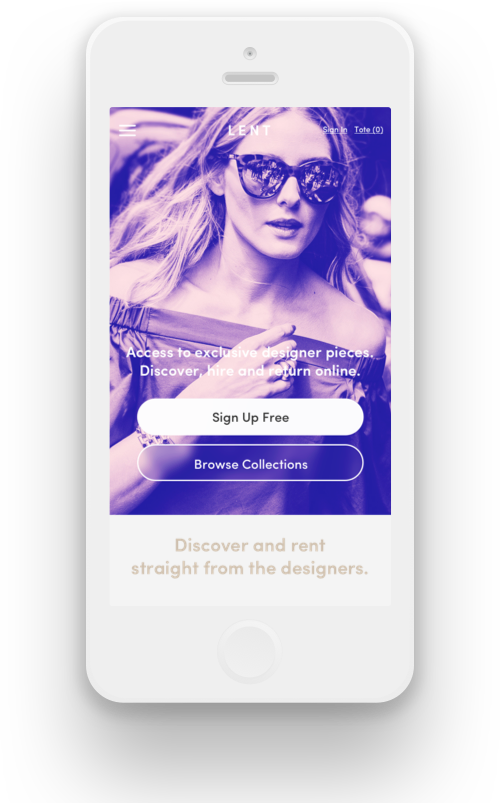 LENT
Sign In Tote (0)
Access to exclusive designer pieces.
Discover, hire and return online.
Sign Up Free
Browse Collections
Discover and rent
straight from the designers.